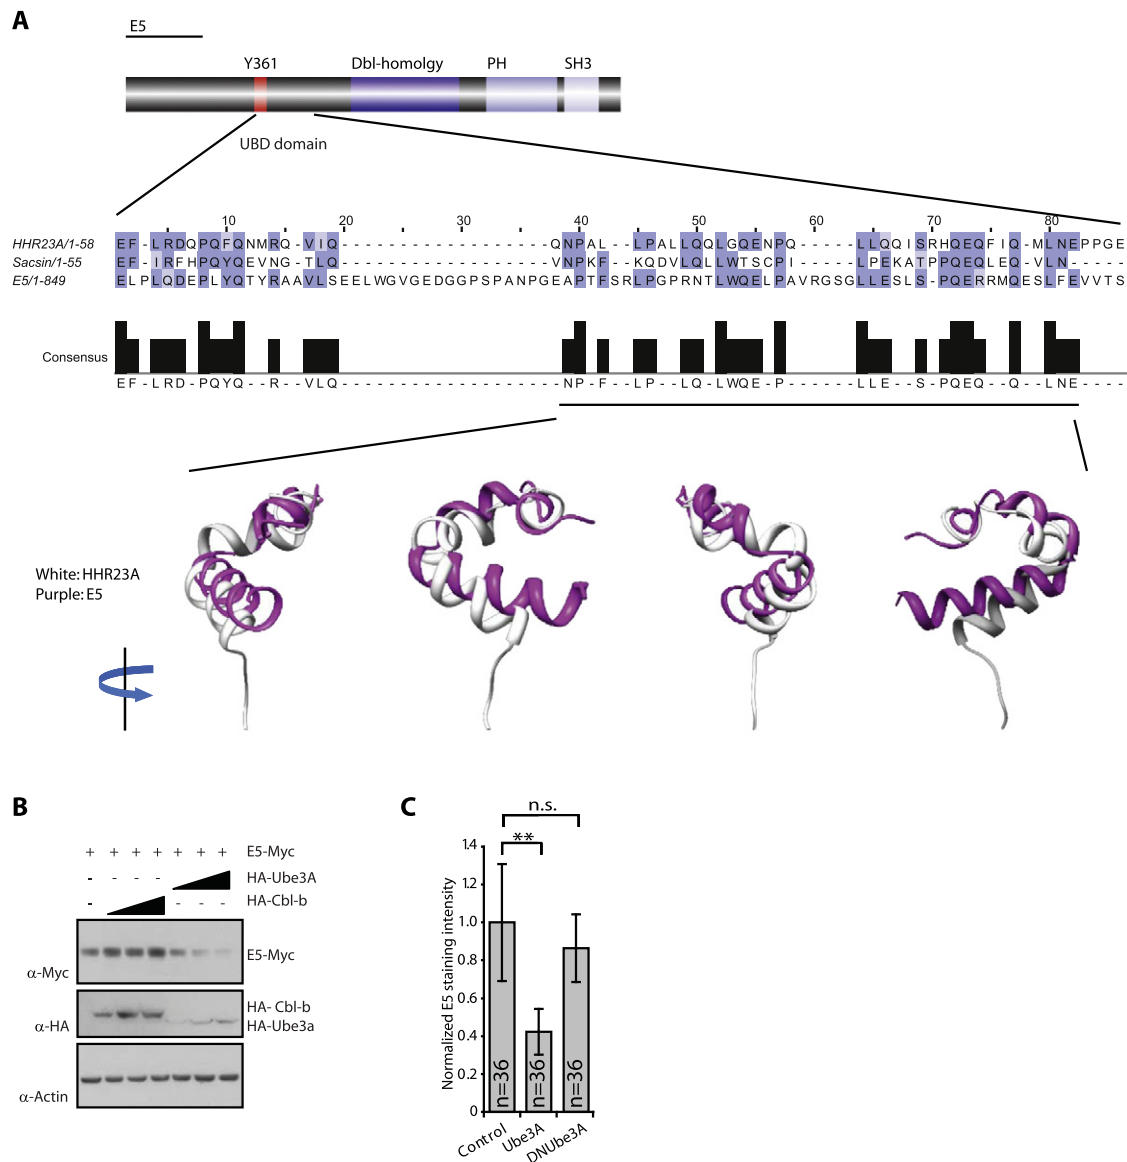 A
E5
Y361
Dbl-homolgy
PH
SH3
UBD domain
10 20 30 40 50 60 70 80
HHR23A/1-58 EF-LRDQPQFQNMRQ-VIQ------------------QNPAL--LPALLQQLGQENPQ-----LLQQISRHQEQFIQ-MLNEPPGE
Sacsin/1-55 EF-IRFHPQYQEVNG-TLQ------------------VNPKF--KQDVLQLLWTSCPI-----LPEKATPPQEQLEQ-VLN-----
E5/1-849 ELPLQDEPLYQTYRAAVLSEELWGVGEDGGPSPANPGEAPTFSRLPGPRNTLWQELPAVRGSGLLESLS-PQERRMQESLFEVVTS
Consensus
EF-LRD-PQYQ--R--VLQ-------------------NP-F--LP--LQ-LWQE-P------LLE--S-PQEQ--Q--LNE----
White: HHR23A
Purple: E5
B
+ + + + + + + E5-Myc
- - - - HA-Ube3A
- - - - HA-Cbl-b
α-Myc
E5-Myc
α-HA
HA- Cbl-b
HA-Ube3a
α-Actin
C
n.s.
**
Normalized E5 staining intensity
1.4
1.2
1.0
0.8
0.6
0.4
0.2
0
n=36
n=36
n=36
Control
Ube3A
DNUbe3A